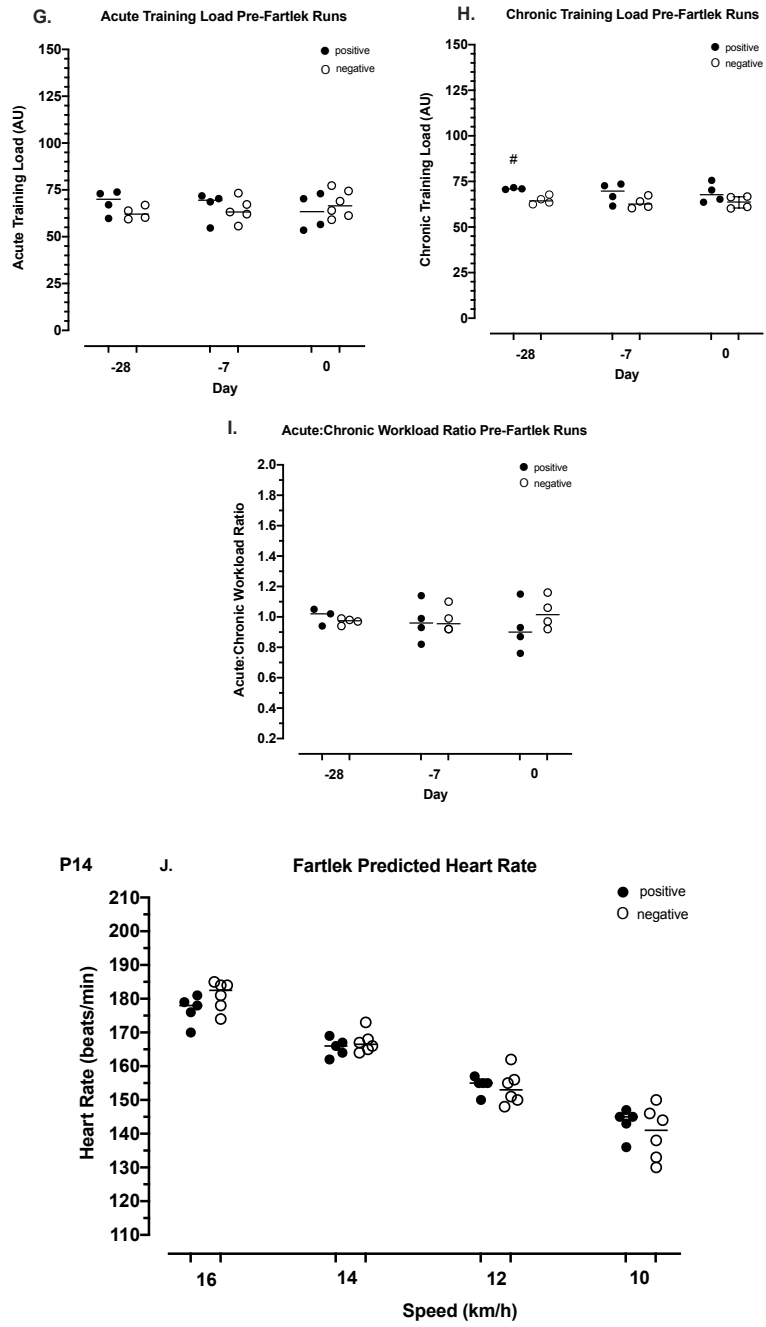 G. Acute Training Load Pre-Fartlek Runs
positive
negative
Acute Training Load (AU)
150
125
100
75
50
25
0
-28 -7 0
Day
H. Chronic Training Load Pre-Fartlek Runs
positive
negative
Chronic Training Load (AU)
150
125
100
75
50
25
0
#
-28 -7 0
Day
I. Acute:Chronic Workload Ratio Pre-Fartlek Runs
positive
negative
Acute:Chronic Workload Ratio
2.0
1.8
1.6
1.4
1.2
1.0
0.8
0.6
0.4
0.2
-28 -7 0
Day
P14 J. Fartlek Predicted Heart Rate
positive
negative
Heart Rate (beats/min)
210
200
190
180
170
160
150
140
130
120
110
16 14 12 10
Speed (km/h)